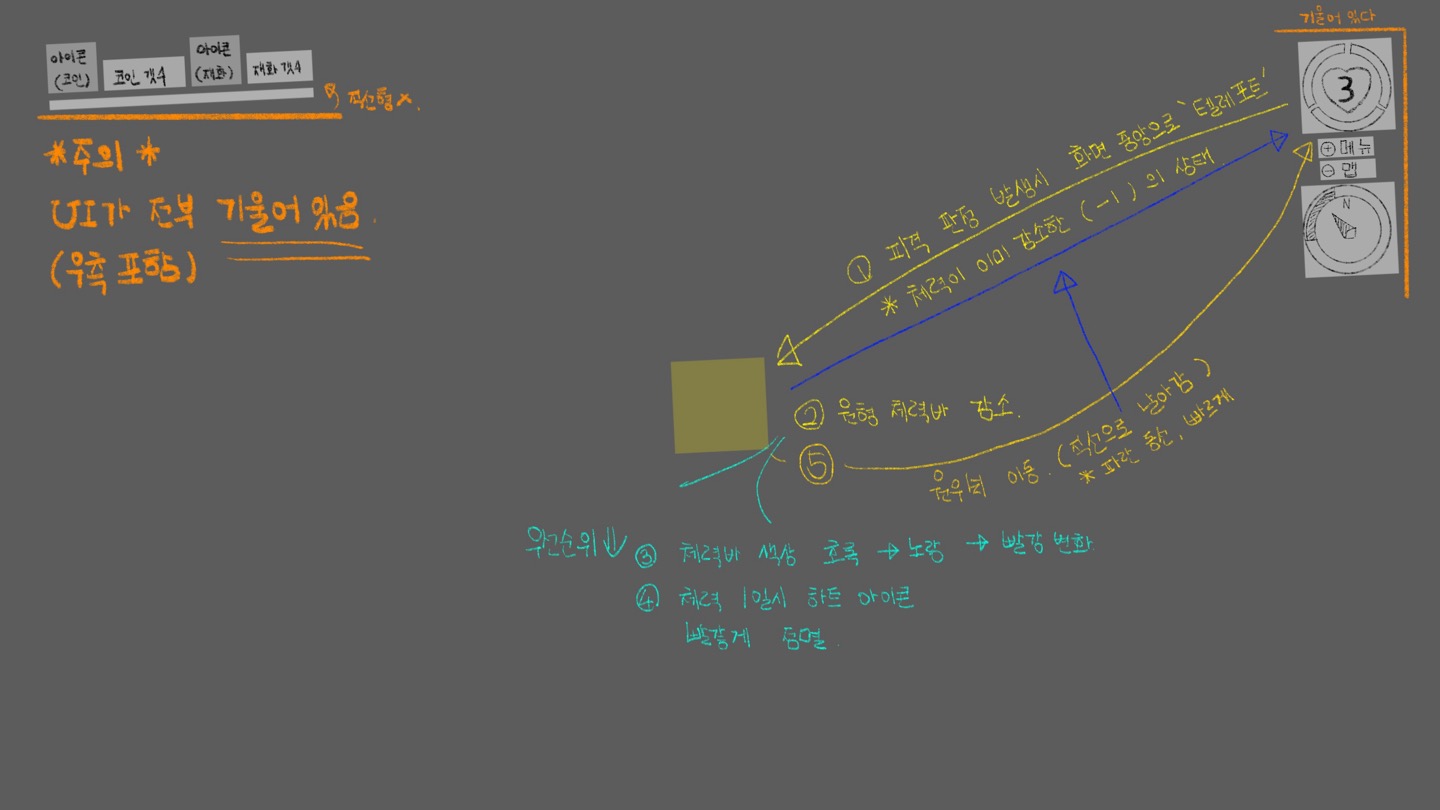 아이콘
(코인)
코인 갯수
아이콘
(재화)
재화 갯수
직선형 x.
*주의*
UI가 전부 기울어 있음.
(우측 포함)
기울어 있다
3
⊕ 메뉴
⊖ 맵
N
① 피격 판정 발생시 화면 중앙으로 '텔레포트'
* 체력이 이미 감소한 (-1)의 상태.
② 원형 체력바 감소.
⑤ 원위치 이동. (직선으로 날아감)
* 파란 동선, 빠르게
우선순위↓
③ 체력바 색상 초록 → 노랑 → 빨강 변화.
④ 체력 1일시 하트 아이콘
빨갛게 점멸.